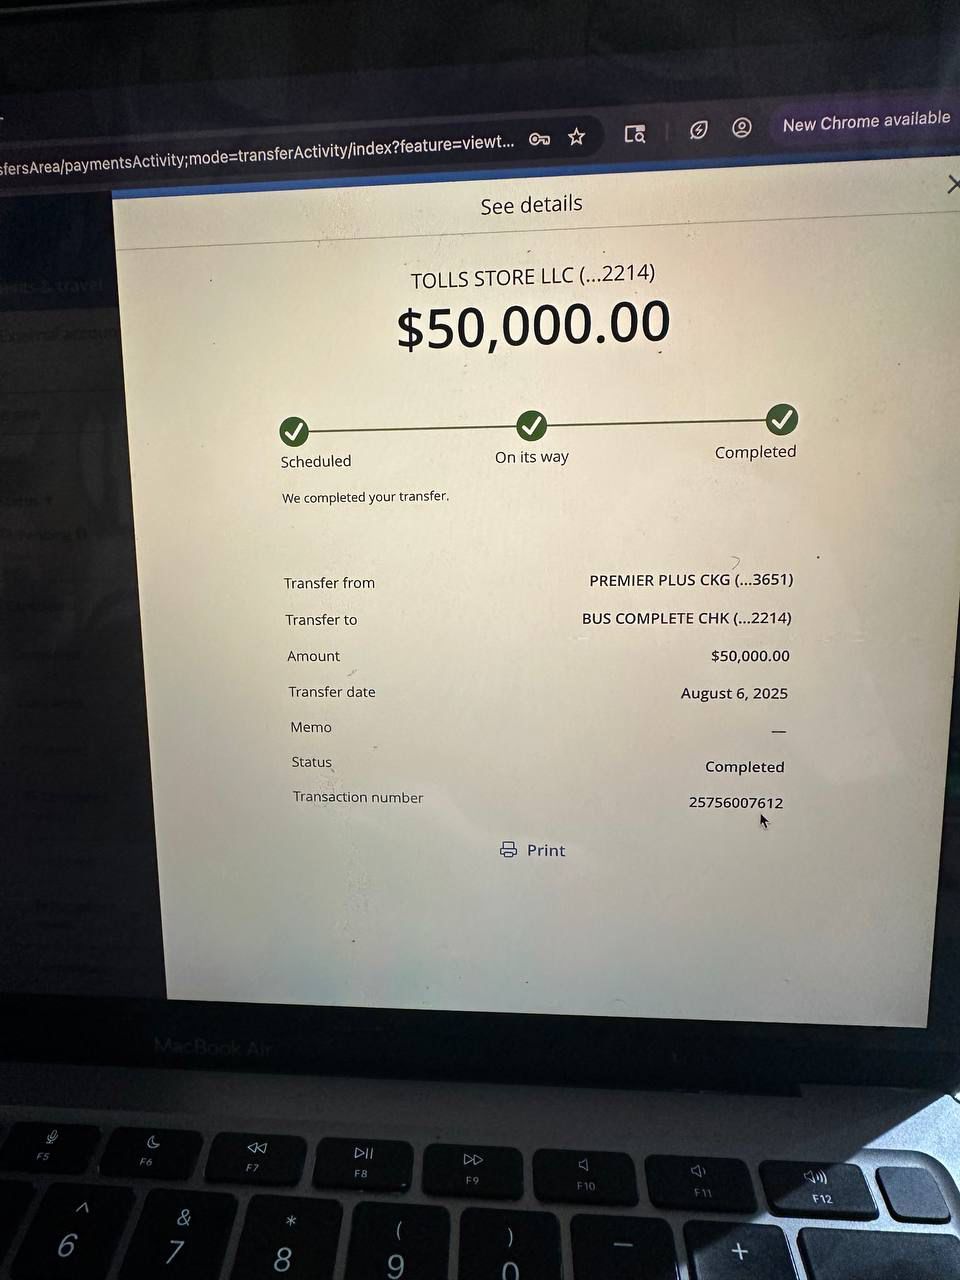 sfersArea/paymentsActivity;mode=transferActivity/index?feature=viewt...
New Chrome available
See details
TOLLS STORE LLC (...2214)
$50,000.00
Scheduled
On its way
Completed
We completed your transfer.
Transfer from PREMIER PLUS CKG (...3651)
Transfer to BUS COMPLETE CHK (...2214)
Amount $50,000.00
Transfer date August 6, 2025
Memo —
Status Completed
Transaction number 25756007612
Print
MacBook Air
F5 F6 F7 F8 F9 F10 F11 F12
^ & * ( ) — +
6 7 8 9 0